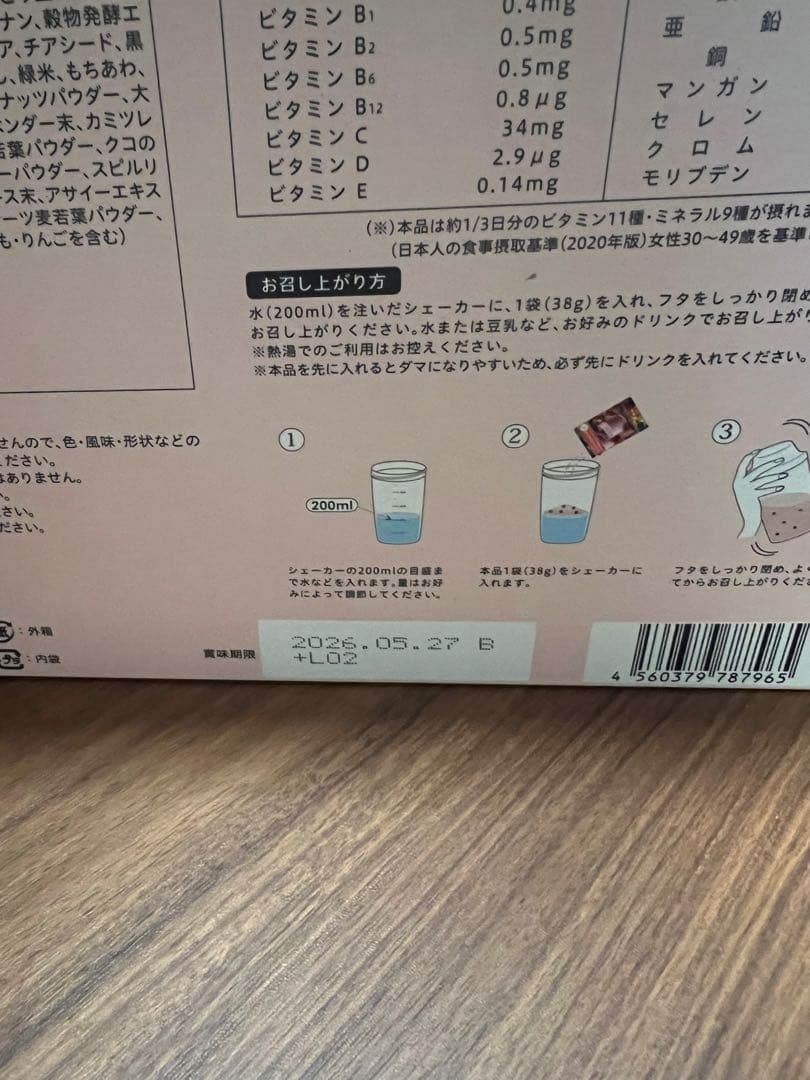 ナン、穀物発酵エ
ア、チアシード、黒
し、緑米、もちあわ、
ナッツパウダー、大
ンダー末、カミツレ
若葉パウダー、クコの
ーパウダー、スピルリ
ース末、アサイーエキス
ーツ麦若葉パウダー、
も・りんごを含む)
ビタミン B1 0.4mg
ビタミン B2 0.5mg
ビタミン B6 0.5mg
ビタミン B12 0.8μg
ビタミン C 34mg
ビタミン D 2.9μg
ビタミン E 0.14mg
亜鉛
銅
マンガン
セレン
クロム
モリブデン
(※)本品は約1/3日分のビタミン11種・ミネラル9種が摂れま
(日本人の食事摂取基準(2020年版)女性30〜49歳を基準
お召し上がり方
水(200ml)を注いだシェーカーに、1袋(38g)を入れ、フタをしっかり閉め
お召し上がりください。水または豆乳など、お好みのドリンクでお召し上がり
※熱湯でのご利用はお控えください。
※本品を先に入れるとダマになりやすいため、必ず先にドリンクを入れてください。
せんので、色・風味・形状などの
ください。
はありません。
い。
さい。
ださい。
1
200ml
シェーカーの200mlの目盛ま
で水などを入れます。量はお好
みによって調節してください。
2
本品1袋(38g)をシェーカーに
入れます。
3
フタをしっかり閉め、よく
てからお召し上がりくださ
紙:外箱
プラ:内袋
賞味期限
2026.05.27 B
+L02
4 560379 787965